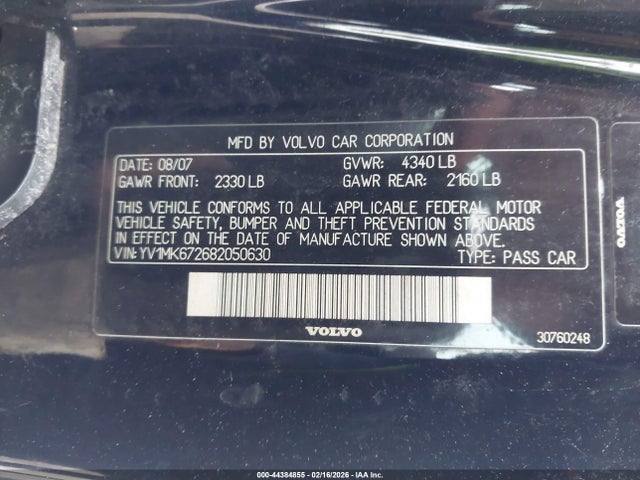 MFD BY VOLVO CAR CORPORATION
DATE: 08/07 GVWR: 4340 LB
GAWR FRONT: 2330 LB GAWR REAR: 2160 LB
THIS VEHICLE CONFORMS TO ALL APPLICABLE FEDERAL MOTOR
VEHICLE SAFETY, BUMPER AND THEFT PREVENTION STANDARDS
IN EFFECT ON THE DATE OF MANUFACTURE SHOWN ABOVE.
VIN: YV1MK672682050630 TYPE: PASS CAR
VOLVO
30760248
VOLVO
000-44384855 - 02/16/2026 - IAA Inc.